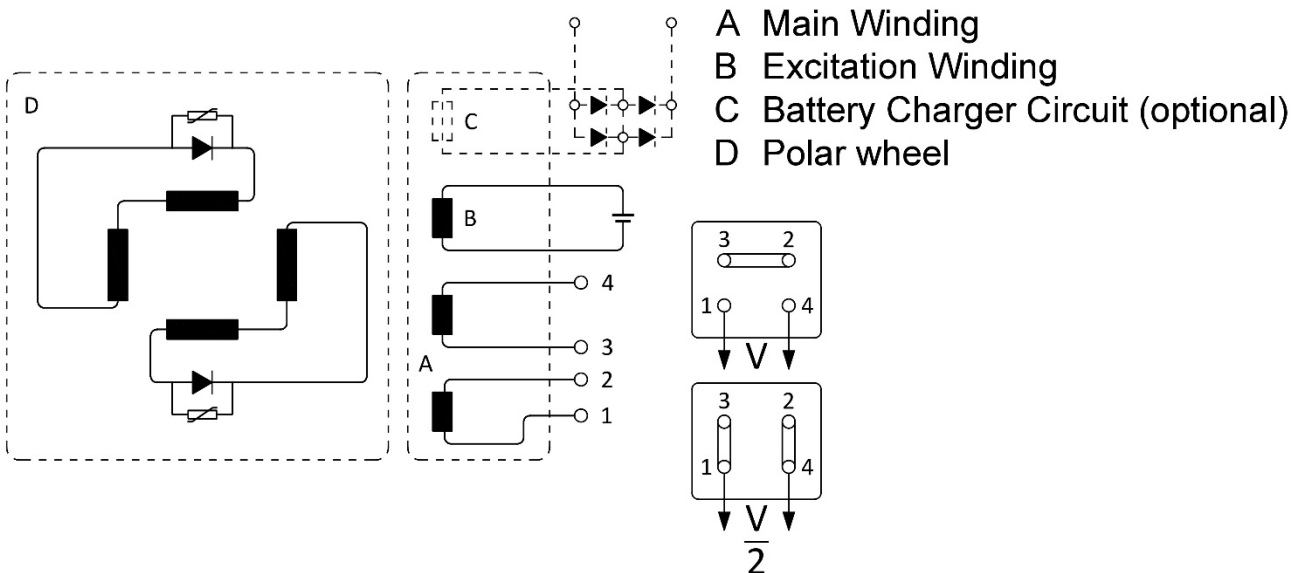 A Main Winding
B Excitation Winding
C Battery Charger Circuit (optional)
D Polar wheel
D
C
B
4
3
A
2
1
3 2
1 4
V
3 2
1 4
V
2